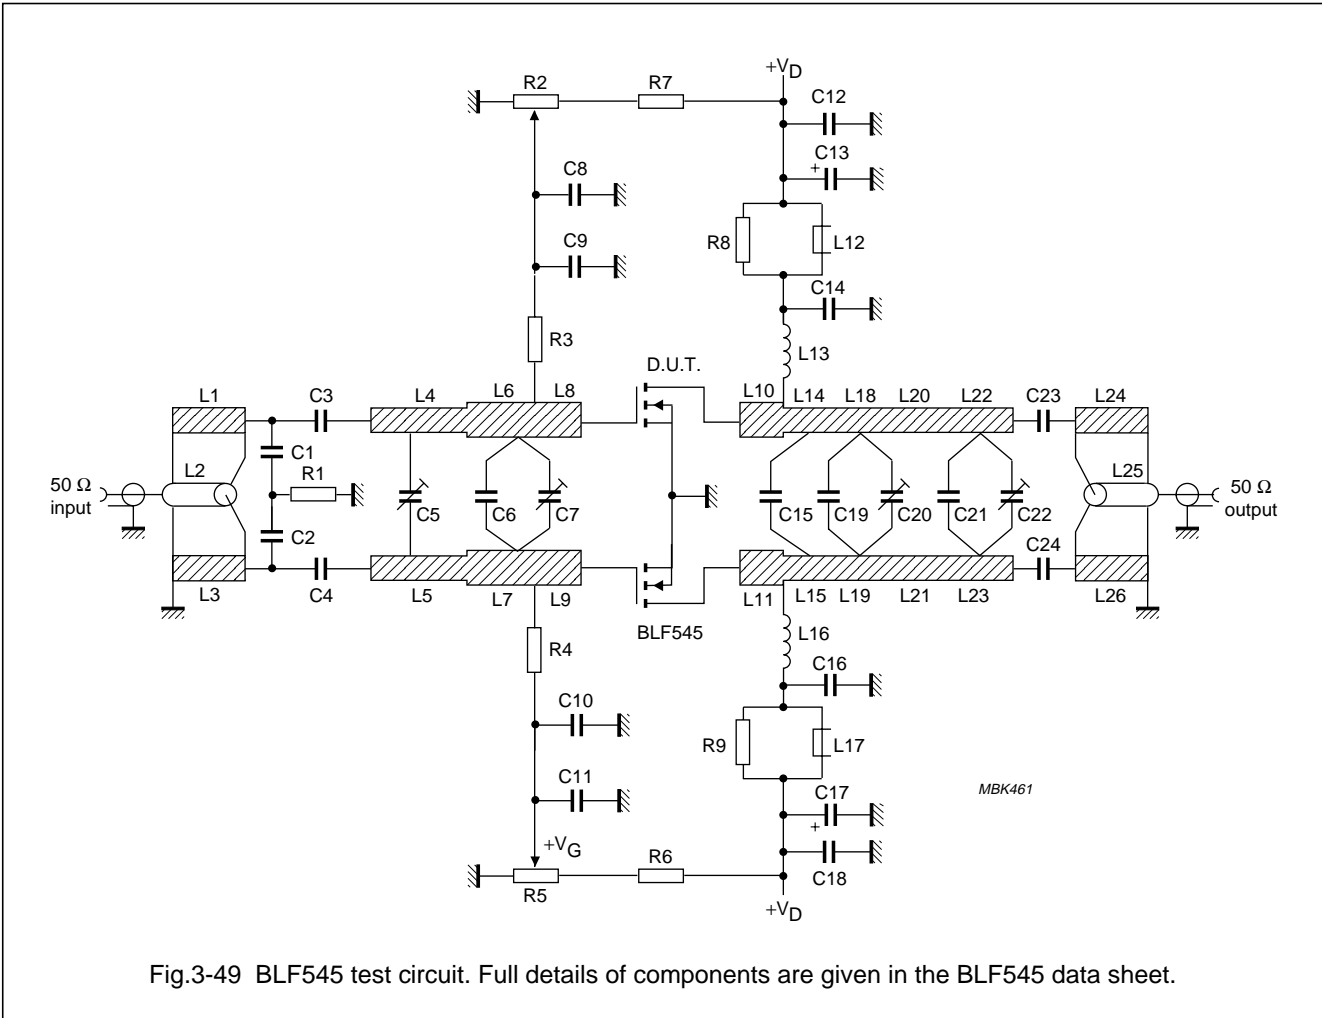 +VD
R2
R7
C12
C13
+
C8
C9
R8
L12
C14
R3
L13
D.U.T.
L1
C3
L4
L6
L8
L10
L14
L18
L20
L22
C23
L24
C1
L2
R1
L25
50 Ω
input
C5
C6
C7
C15
C19
C20
C21
C22
50 Ω
output
C2
C24
L3
C4
L5
L7
L9
L11
L15
L19
L21
L23
L26
BLF545
L16
R4
C16
C10
R9
L17
C11
C17
+
MBK461
+VG
R6
C18
R5
+VD
Fig.3-49 BLF545 test circuit. Full details of components are given in the BLF545 data sheet.